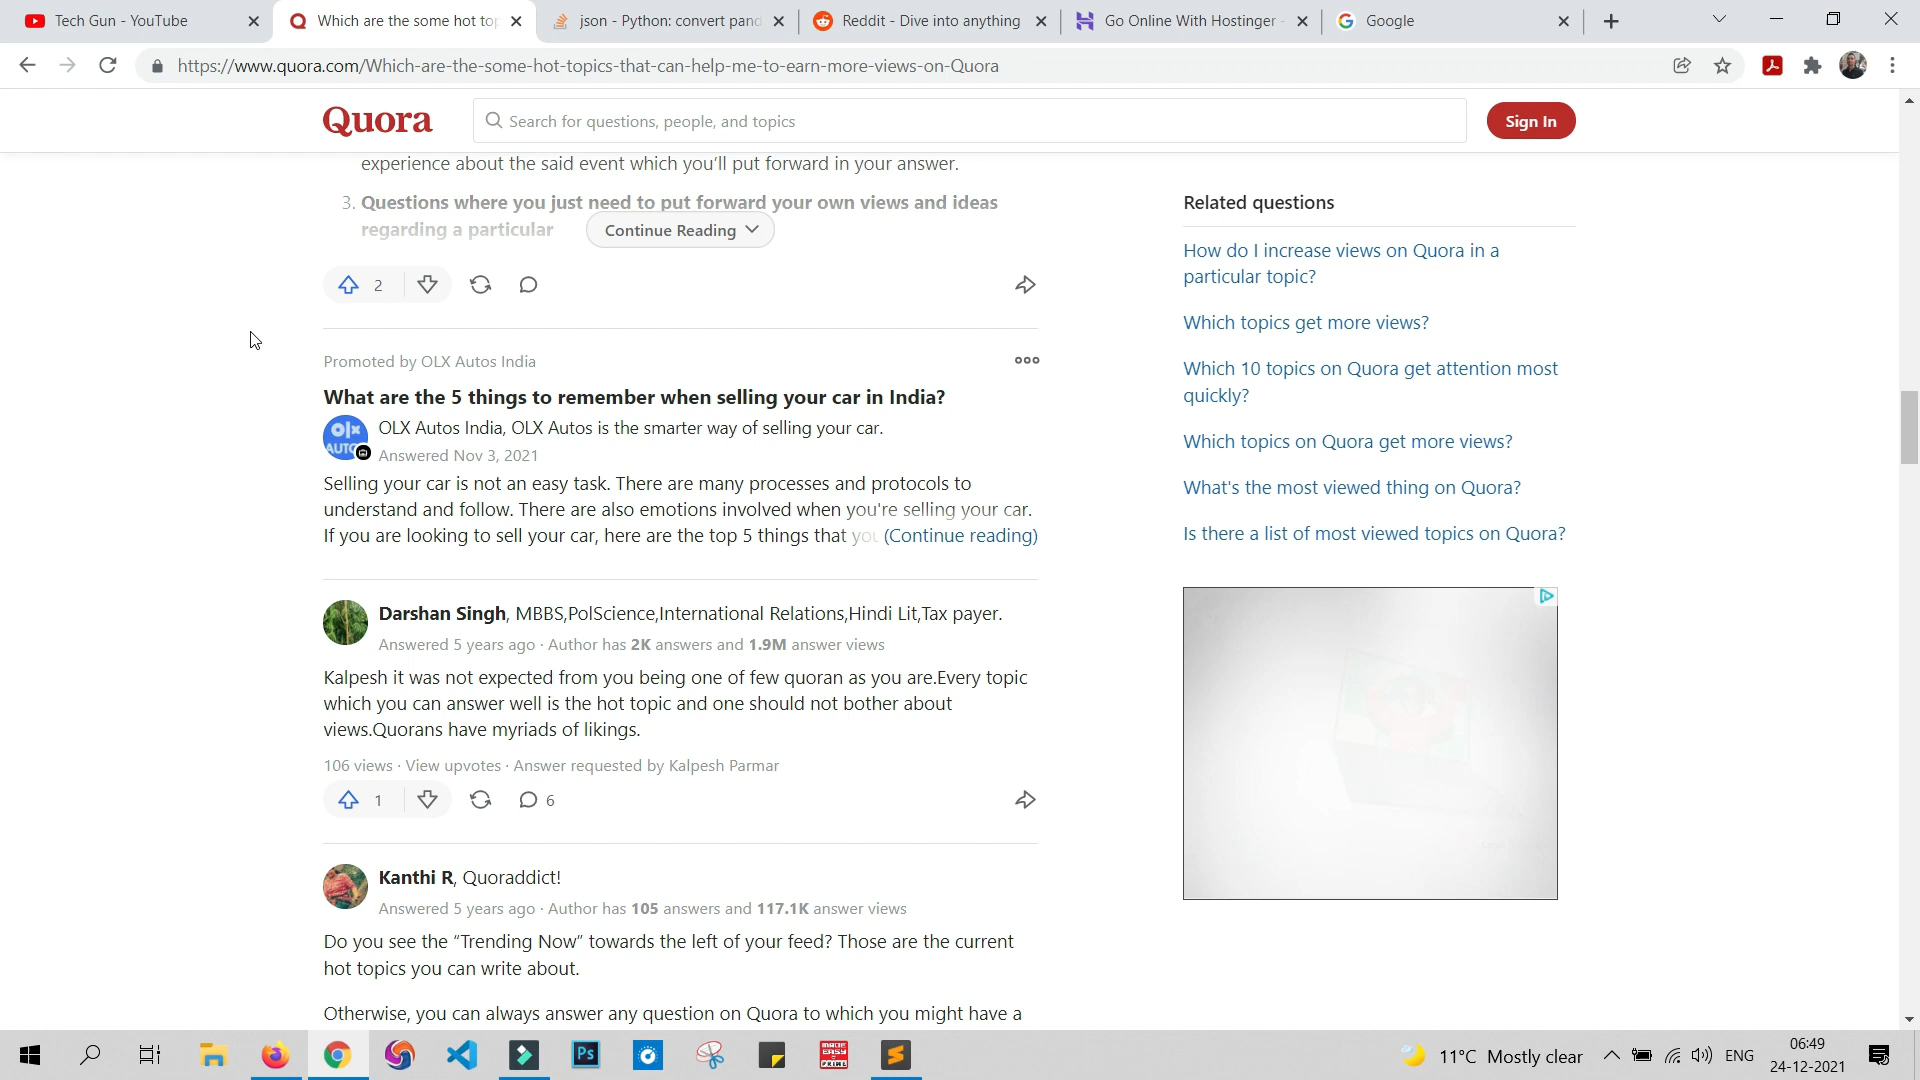 Tech Gun - YouTube
Which are the some hot top
json - Python: convert pand
Reddit - Dive into anything
Go Online With Hostinger -
Google
https://www.quora.com/Which-are-the-some-hot-topics-that-can-help-me-to-earn-more-views-on-Quora
Quora
Search for questions, people, and topics
Sign In
experience about the said event which you'll put forward in your answer.
3. Questions where you just need to put forward your own views and ideas
regarding a particular
Continue Reading
2
Promoted by OLX Autos India
What are the 5 things to remember when selling your car in India?
olx
AUTO
OLX Autos India, OLX Autos is the smarter way of selling your car.
Answered Nov 3, 2021
Selling your car is not an easy task. There are many processes and protocols to
understand and follow. There are also emotions involved when you're selling your car.
If you are looking to sell your car, here are the top 5 things that you (Continue reading)
Darshan Singh, MBBS,PolScience,International Relations,Hindi Lit,Tax payer.
Answered 5 years ago · Author has 2K answers and 1.9M answer views
Kalpesh it was not expected from you being one of few quoran as you are.Every topic
which you can answer well is the hot topic and one should not bother about
views.Quorans have myriads of likings.
106 views · View upvotes · Answer requested by Kalpesh Parmar
1
6
Kanthi R, Quoraddict!
Answered 5 years ago · Author has 105 answers and 117.1K answer views
Do you see the “Trending Now” towards the left of your feed? Those are the current
hot topics you can write about.
Otherwise, you can always answer any question on Quora to which you might have a
Related questions
How do I increase views on Quora in a
particular topic?
Which topics get more views?
Which 10 topics on Quora get attention most
quickly?
Which topics on Quora get more views?
What's the most viewed thing on Quora?
Is there a list of most viewed topics on Quora?
Ps
MADE
EASY
PRIME
11°C Mostly clear
ENG
06:49
24-12-2021